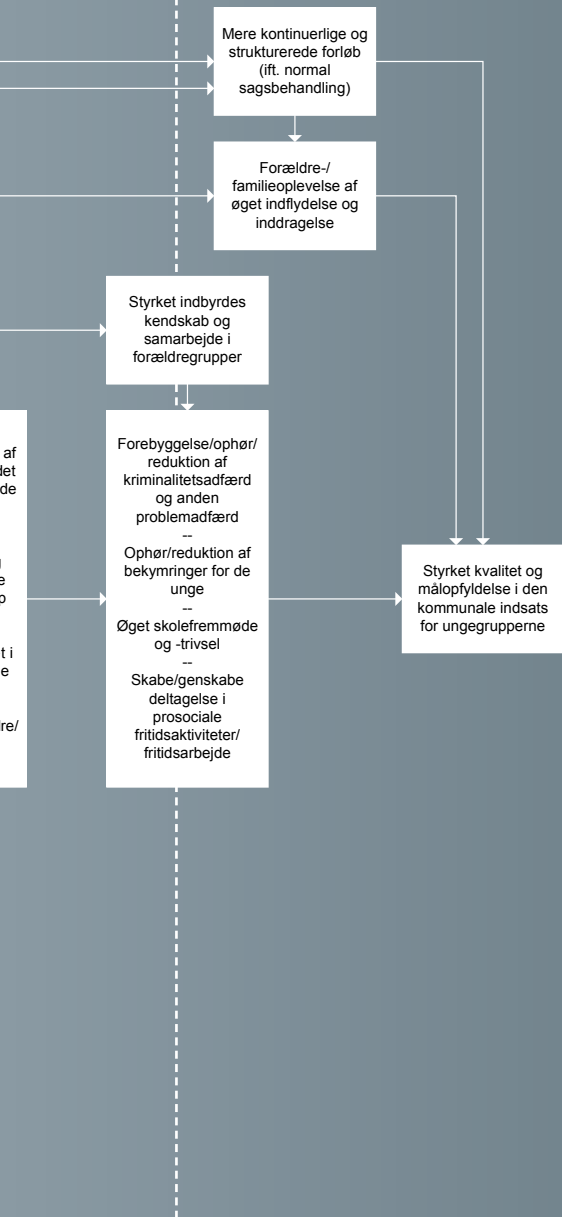 Mere kontinuerlige og
strukturerede forløb
(ift. normal
sagsbehandling)
Forældre-/
familieoplevelse af
øget indflydelse og
inddragelse
Styrket indbyrdes
kendskab og
samarbejde i
forældregrupper
af
Forebyggelse/ophør/
reduktion af
kriminalitetsadfærd
og anden
problemadfærd
--
Ophør/reduktion af
bekymringer for de
unge
--
Øget skolefremmøde
og -trivsel
--
Skabe/genskabe
deltagelse i
prosociale
fritidsaktiviteter/
fritidsarbejde
Styrket kvalitet og
målopfyldelse i den
kommunale indsats
for ungegrupperne